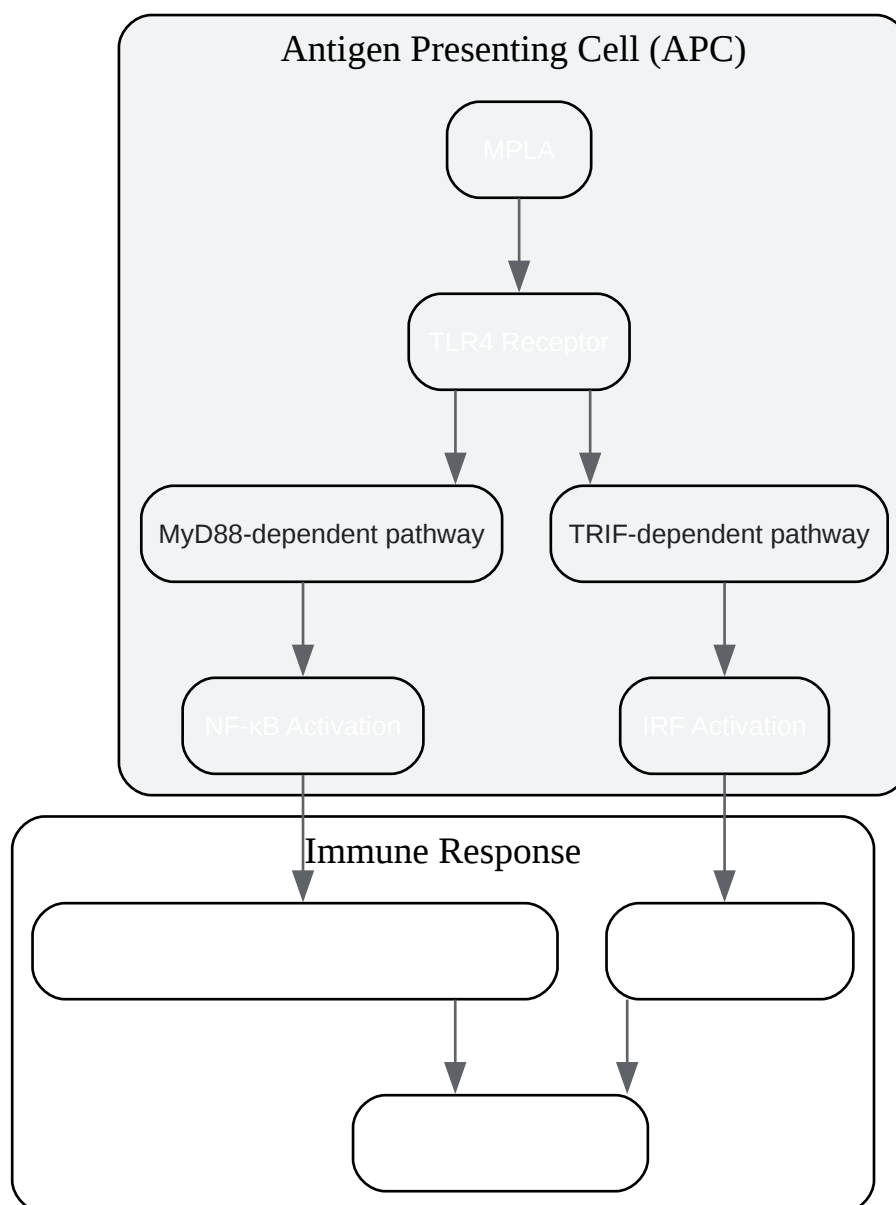 Antigen Presenting Cell (APC)
MPLA
TLR4 Receptor
MyD88-dependent pathway
TRIF-dependent pathway
NF-κB Activation
IRF Activation
Immune Response